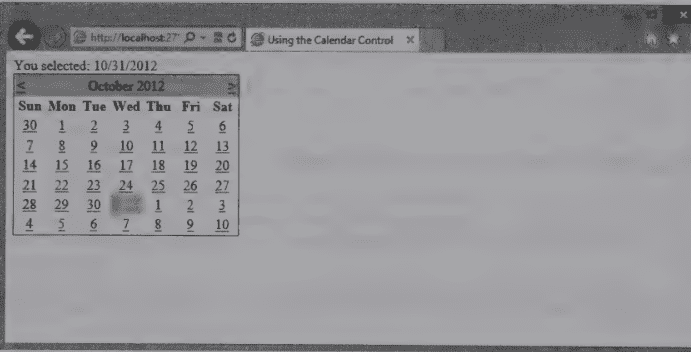 http://localhost:27
Using the Calendar Control
You selected: 10/31/2012
< October 2012 >
Sun Mon Tue Wed Thu Fri Sat
30 1 2 3 4 5 6
7 8 9 10 11 12 13
14 15 16 17 18 19 20
21 22 23 24 25 26 27
28 29 30 1 2 3
4 5 6 7 8 9 10